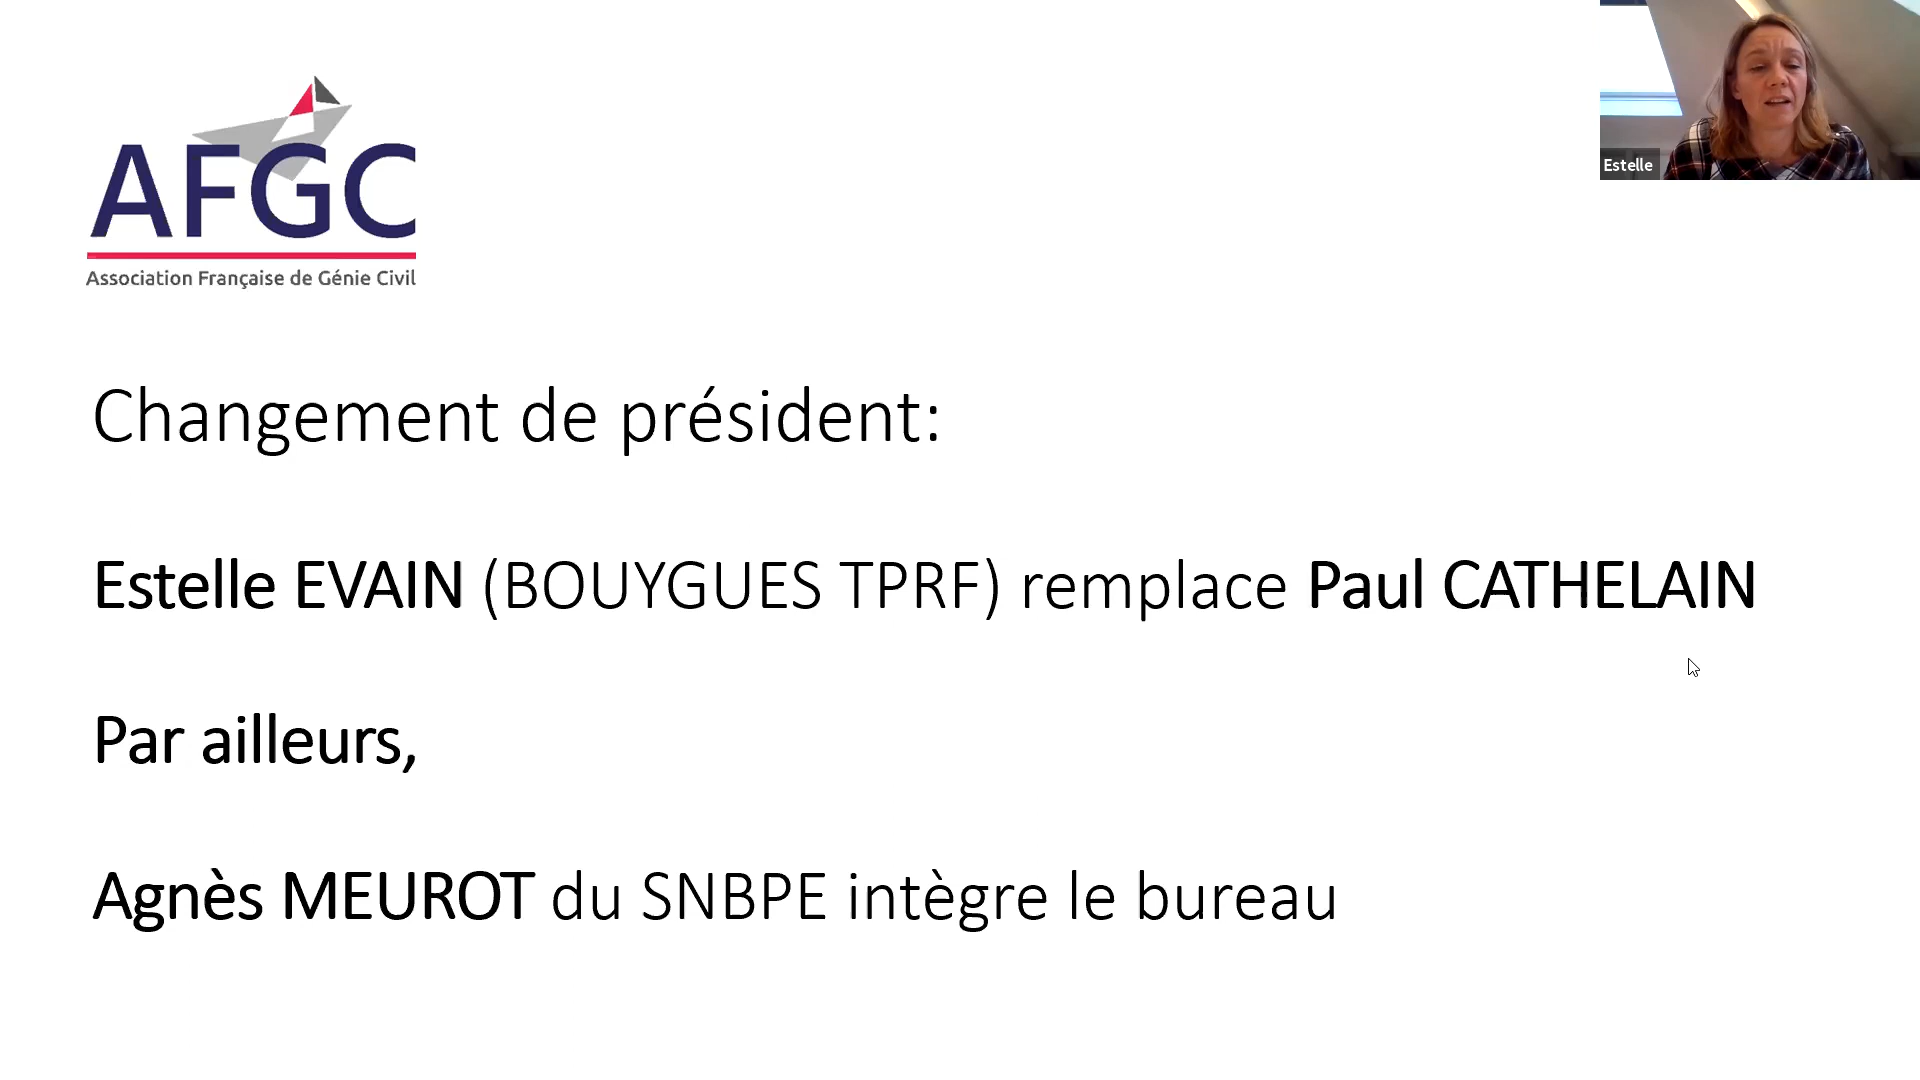 AFGC
Association Française de Génie Civil
Estelle
Changement de président:
Estelle EVAIN (BOUYGUES TPRF) remplace Paul CATHELAIN
Par ailleurs,
Agnès MEUROT du SNBPE intègre le bureau